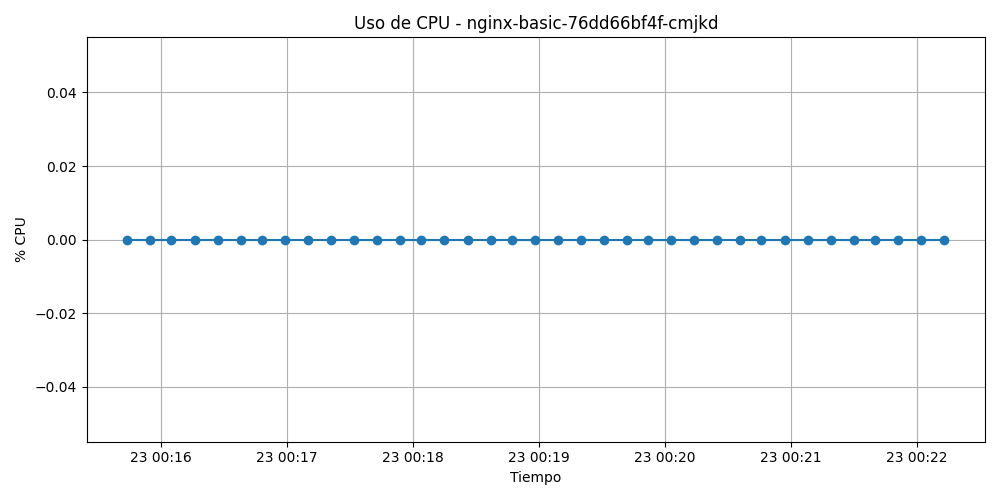 Uso de CPU - nginx-basic-76dd66bf4f-cmjkd
% CPU
0.04
0.02
0.00
−0.02
−0.04
23 00:16 23 00:17 23 00:18 23 00:19 23 00:20 23 00:21 23 00:22
Tiempo